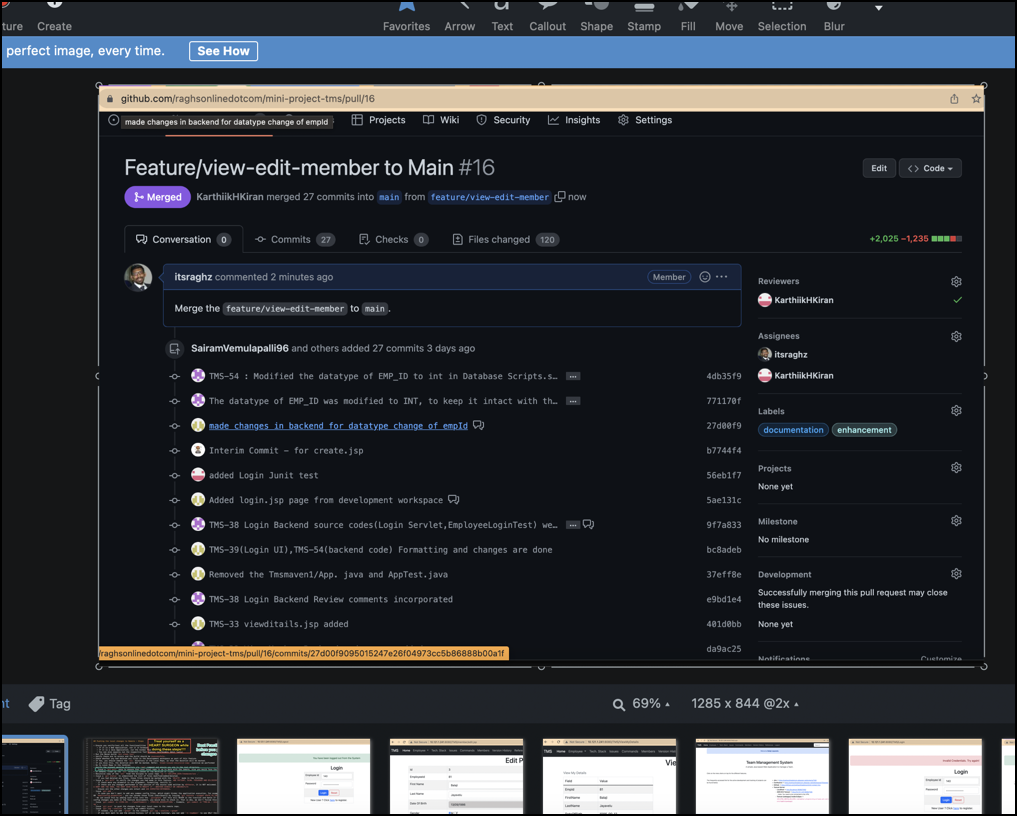 ture Create Favorites Arrow Text Callout Shape Stamp Fill Move Selection Blur
perfect image, every time. See How
github.com/raghsonlinedotcom/mini-project-tms/pull/16
made changes in backend for datatype change of empId
Projects Wiki Security Insights Settings
Feature/view-edit-member to Main #16
Edit <> Code
Merged KarthiikHKiran merged 27 commits into main from feature/view-edit-member now
Conversation 0 Commits 27 Checks 0 Files changed 120 +2,025 −1,235
itsraghz commented 2 minutes ago Member ...
Merge the feature/view-edit-member to main.
SairamVemulapalli96 and others added 27 commits 3 days ago
TMS-54 : Modified the datatype of EMP_ID to int in Database Scripts.s… ... 4db35f9
The datatype of EMP_ID was modified to INT, to keep it intact with th… ... 771170f
made changes in backend for datatype change of empId 27d00f9
Interim Commit – for create.jsp b7744f4
added Login Junit test 56eb1f7
Added login.jsp page from development workspace 5ae131c
TMS-38 Login Backend source codes(Login Servlet,EmployeeLoginTest) we… ... 9f7a833
TMS-39(Login UI),TMS-54(backend code) Formatting and changes are done bc8adeb
Removed the Tmsmaven1/App. java and AppTest.java 37eff8e
TMS-38 Login Backend Review comments incorporated e9bd1e4
TMS-33 viewditails.jsp added 401d0bb
da9ac25
/raghsonlinedotcom/mini-project-tms/pull/16/commits/27d00f9095015247e26f04973cc5b86888b00a1f
Reviewers
KarthiikHKiran
Assignees
itsraghz
KarthiikHKiran
Labels
documentation enhancement
Projects
None yet
Milestone
No milestone
Development
Successfully merging this pull request may close
these issues.
None yet
Notifications Customize
nt Tag 69% 1285 x 844 @2x
Login
Edit P
Vie
Team Management System
Login